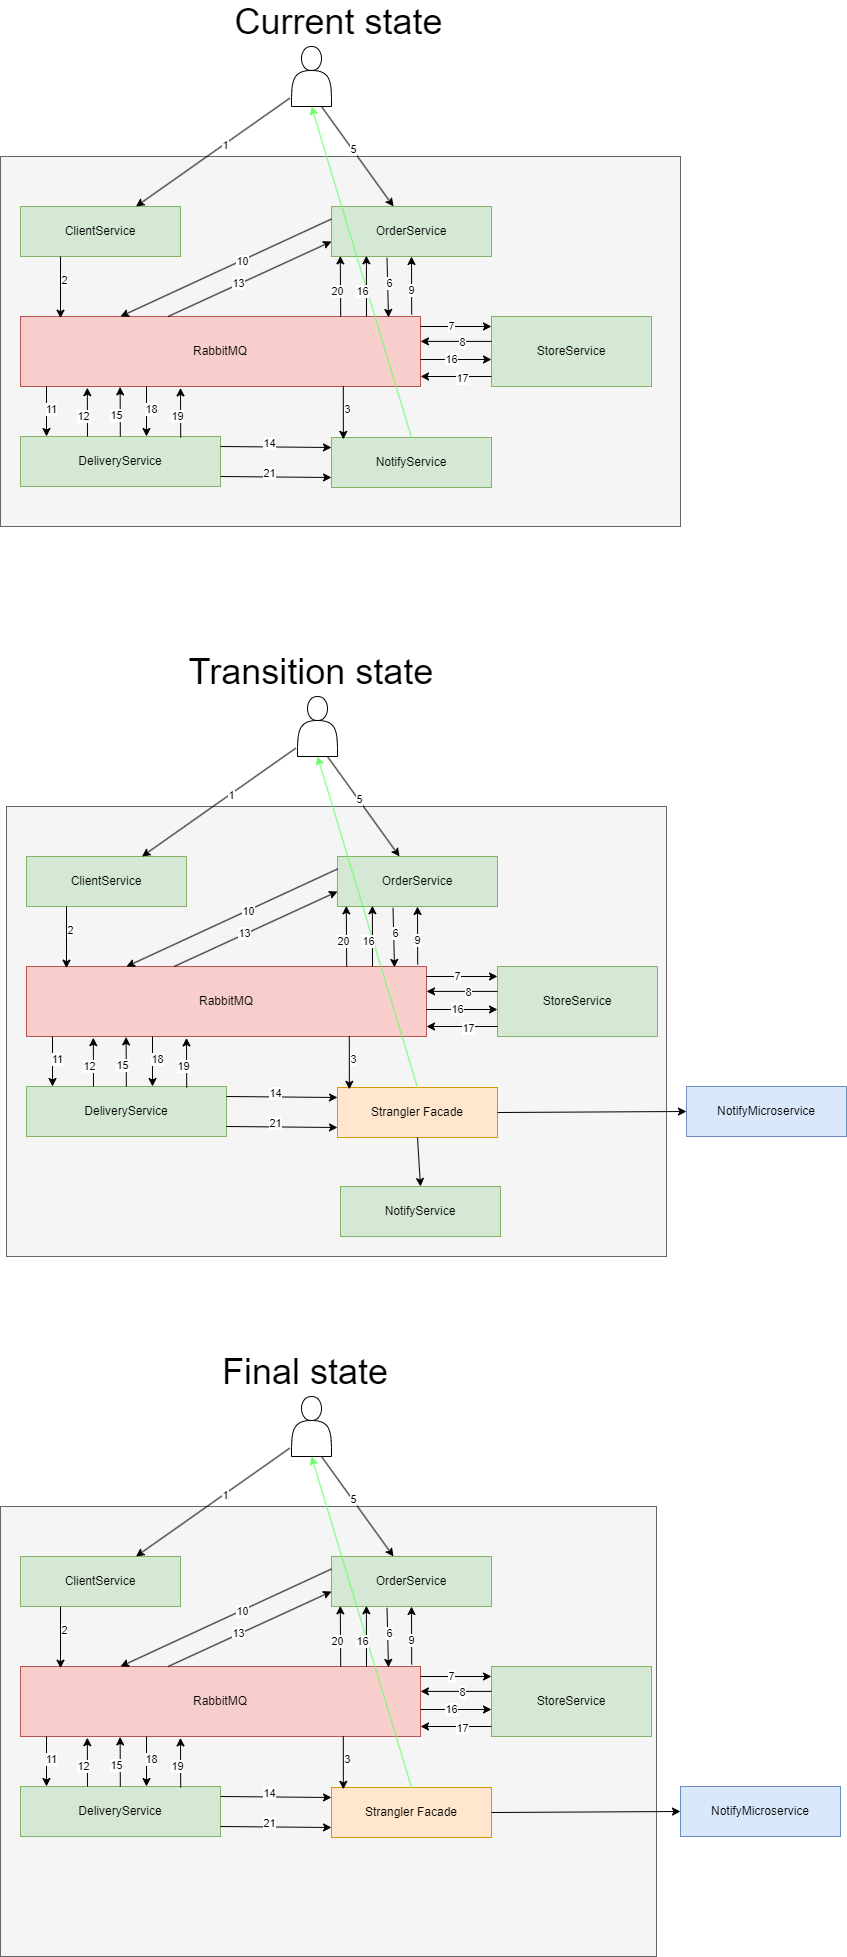 Current state
1
5
ClientService
OrderService
10
2
13
6
20
16
9
7
8
RabbitMQ
StoreService
16
17
11
18
3
12
15
19
14
DeliveryService
NotifyService
21
Transition state
1
5
ClientService
OrderService
10
2
13
6
20
16
9
7
8
RabbitMQ
StoreService
16
17
11
18
3
12
15
19
14
DeliveryService
Strangler Facade
NotifyMicroservice
21
NotifyService
Final state
1
5
ClientService
OrderService
10
2
13
6
20
16
9
7
8
RabbitMQ
StoreService
16
17
11
18
3
12
15
19
14
DeliveryService
Strangler Facade
NotifyMicroservice
21